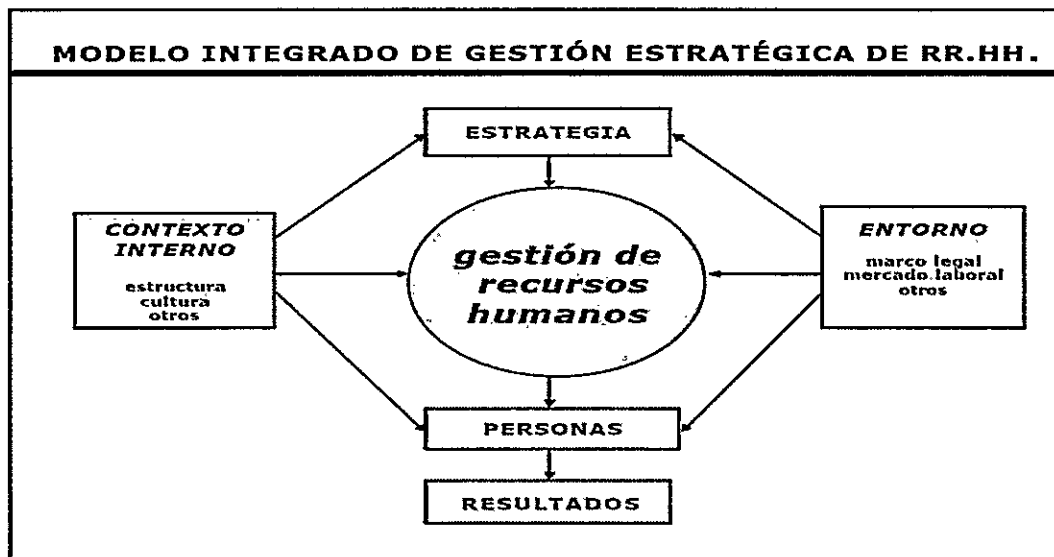 MODELO INTEGRADO DE GESTIÓN ESTRATÉGICA DE RR.HH.
ESTRATEGIA
CONTEXTO
INTERNO
estructura
cultura
otros
gestión de
recursos
humanos
ENTORNO
marco legal
mercado laboral
otros
PERSONAS
RESULTADOS